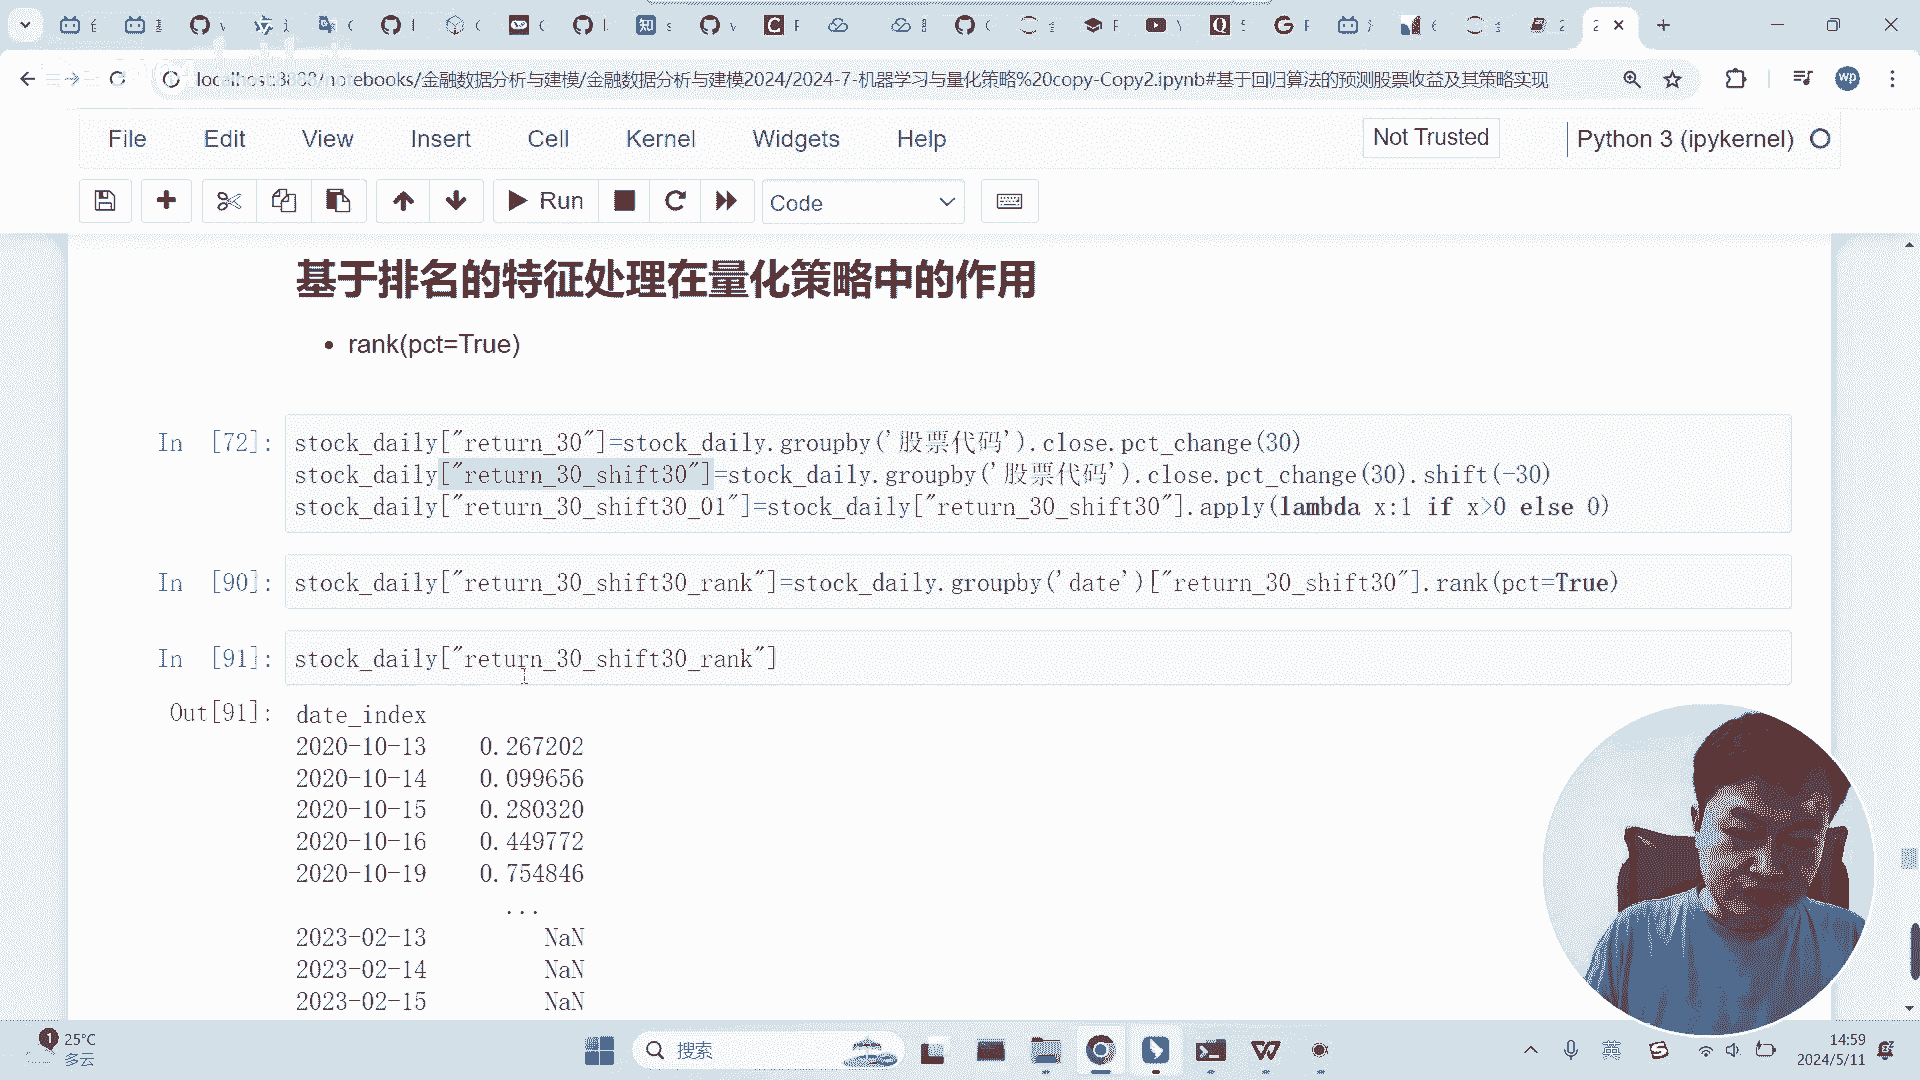 localhost:8888/notebooks/金融数据分析与建模/金融数据分析与建模2024/2024-7-机器学习与量化策略%20copy-Copy2.ipynb#基于回归算法的预测股票收益及其策略实现
File Edit View Insert Cell Kernel Widgets Help Not Trusted Python 3 (ipykernel)
Run Code
基于排名的特征处理在量化策略中的作用
• rank(pct=True)
In [72]: stock_daily["return_30"]=stock_daily.groupby('股票代码').close.pct_change(30)
stock_daily["return_30_shift30"]=stock_daily.groupby('股票代码').close.pct_change(30).shift(-30)
stock_daily["return_30_shift30_01"]=stock_daily["return_30_shift30"].apply(lambda x:1 if x>0 else 0)
In [90]: stock_daily["return_30_shift30_rank"]=stock_daily.groupby('date')["return_30_shift30"].rank(pct=True)
In [91]: stock_daily["return_30_shift30_rank"]
Out[91]: date_index
2020-10-13 0.267202
2020-10-14 0.099656
2020-10-15 0.280320
2020-10-16 0.449772
2020-10-19 0.754846
...
2023-02-13 NaN
2023-02-14 NaN
2023-02-15 NaN
1 25°C
多云
搜索
英
14:59
2024/5/11